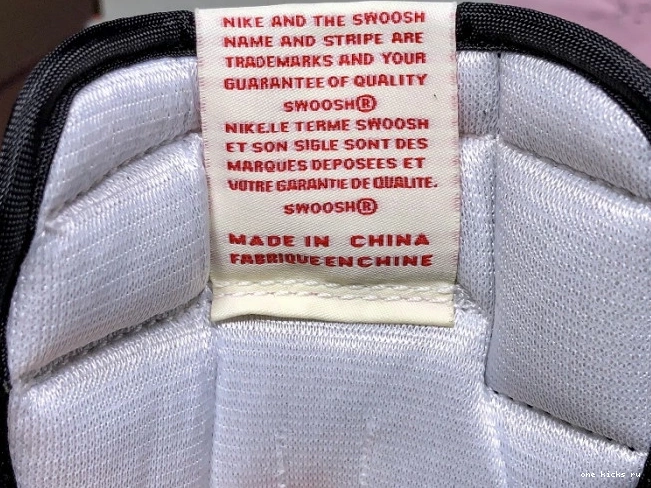 NIKE AND THE SWOOSH
NAME AND STRIPE ARE
TRADEMARKS AND YOUR
GUARANTEE OF QUALITY
SWOOSH®
NIKE.LE TERME SWOOSH
ET SON SIGLE SONT DES
MARQUES DEPOSEES ET
VOTRE GARANTIE DE QUALITE.
SWOOSH®
MADE IN CHINA
FABRIQUE EN CHINE
one-kicks.ru